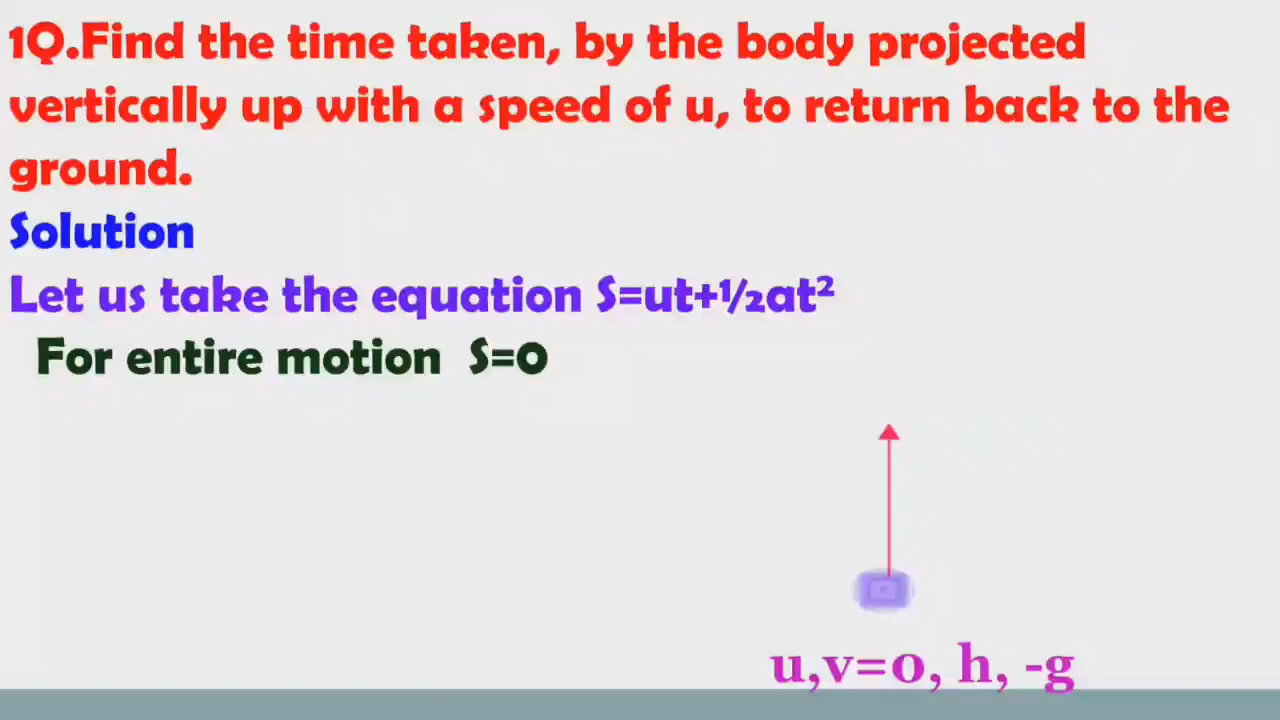 1Q.Find the time taken, by the body projected
vertically up with a speed of u, to return back to the
ground.
Solution
Let us take the equation S=ut+½at²
For entire motion S=0
u,v=0, h, -g